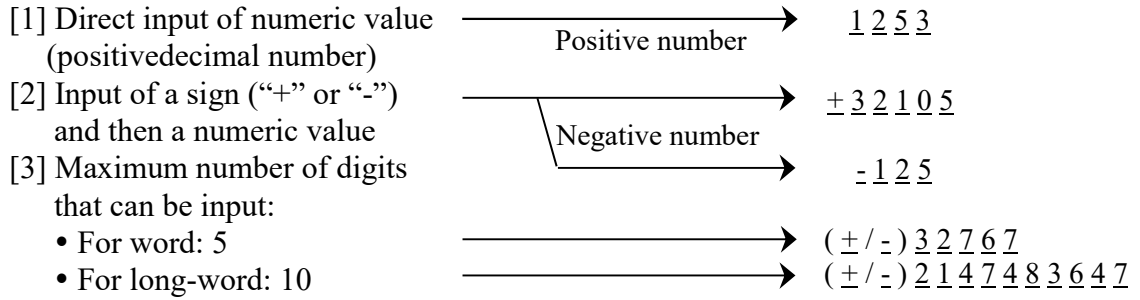 [1] Direct input of numeric value
Positive number
1 2 5 3
(positivedecimal number)
[2] Input of a sign (“+” or “-”)
+ 3 2 1 0 5
and then a numeric value
Negative number
[3] Maximum number of digits
- 1 2 5
that can be input:
• For word: 5
( + / - ) 3 2 7 6 7
• For long-word: 10
( + / - ) 2 1 4 7 4 8 3 6 4 7